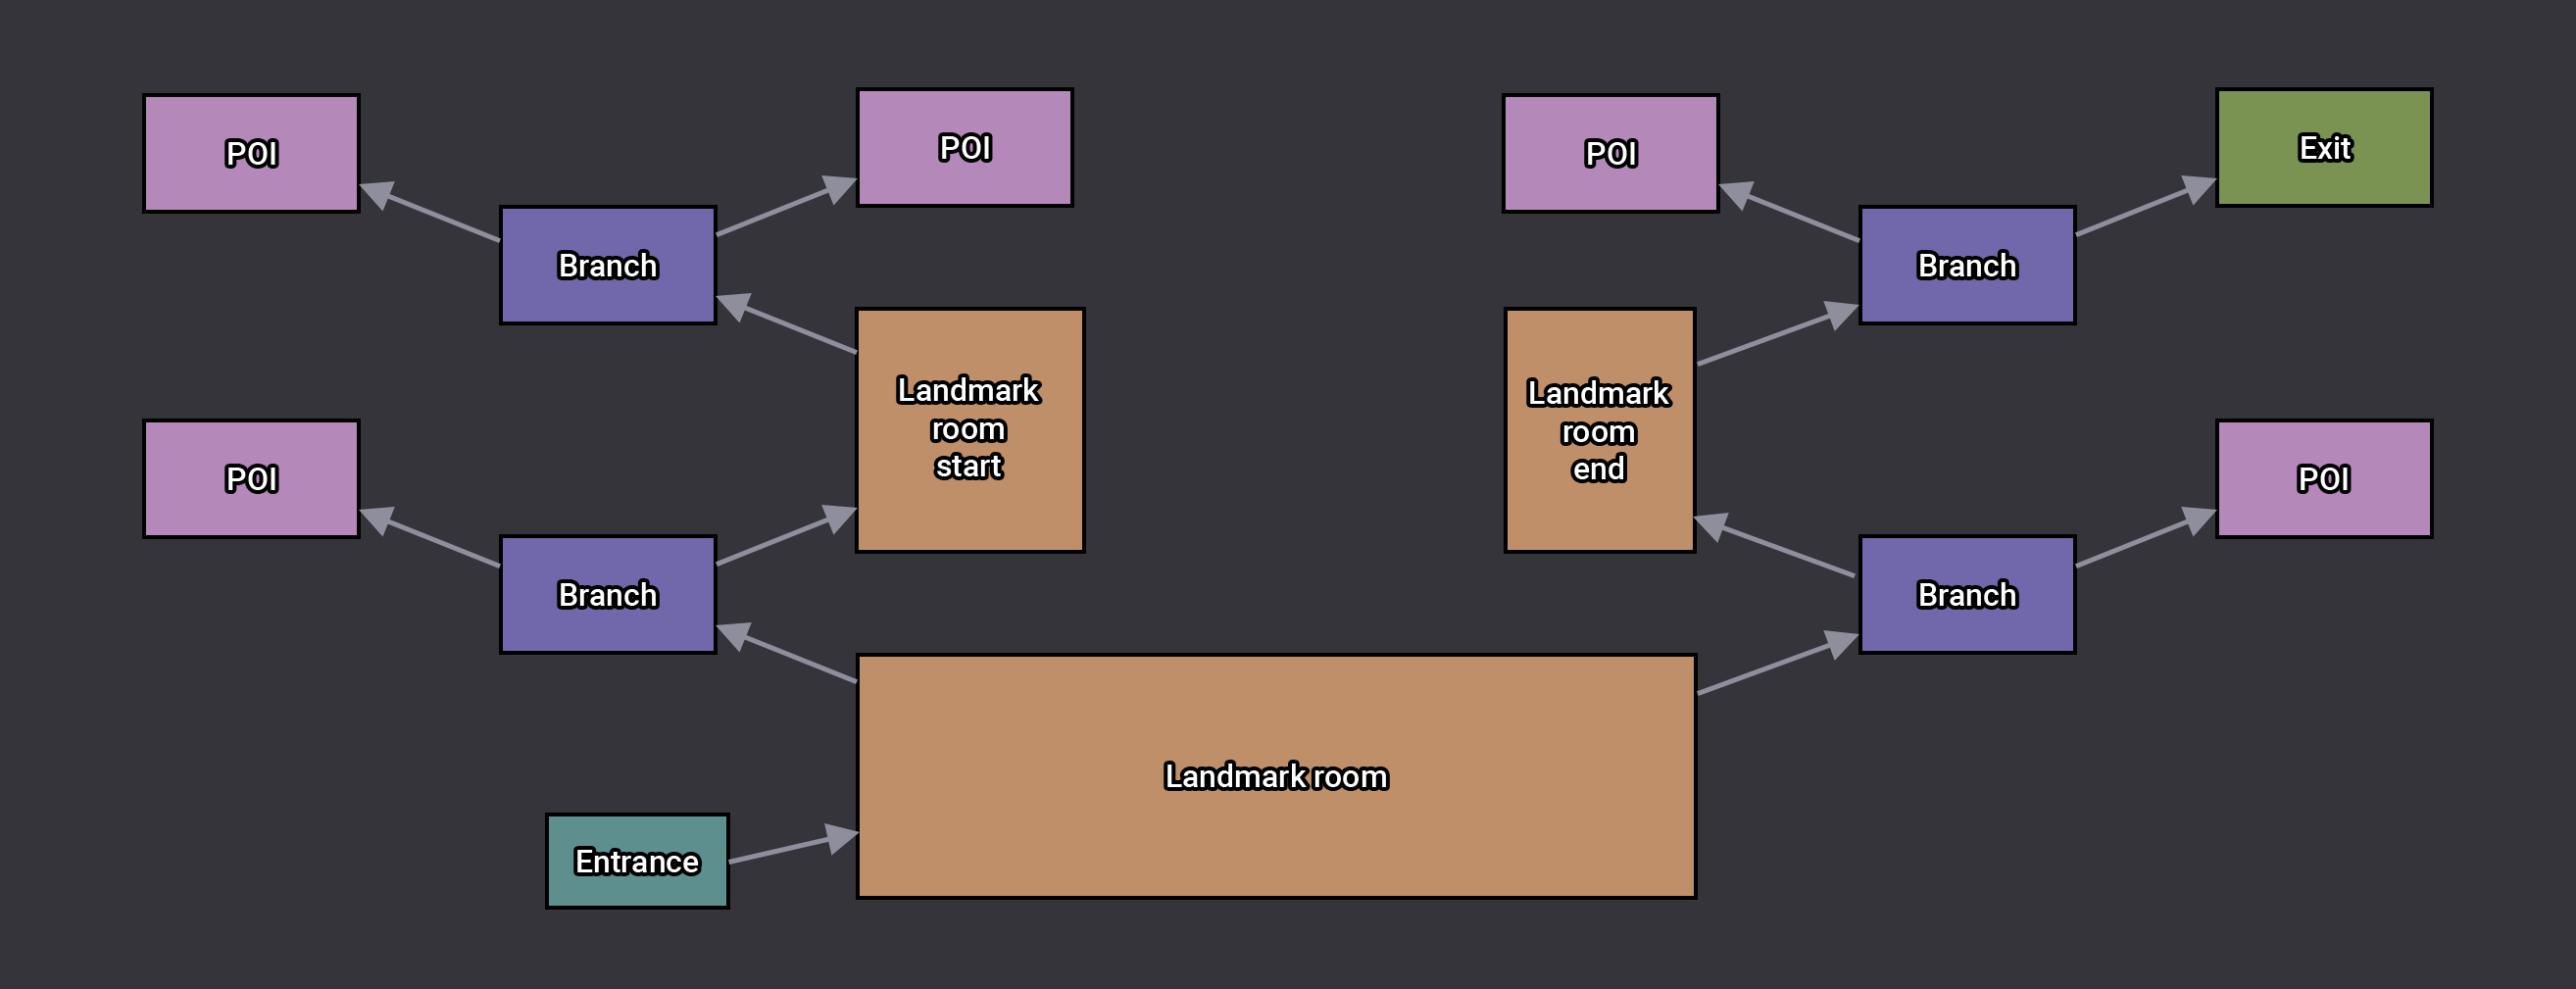 POI
POI
POI
Exit
Branch
Branch
Landmark
room
start
Landmark
room
end
POI
POI
Branch
Branch
Landmark room
Entrance